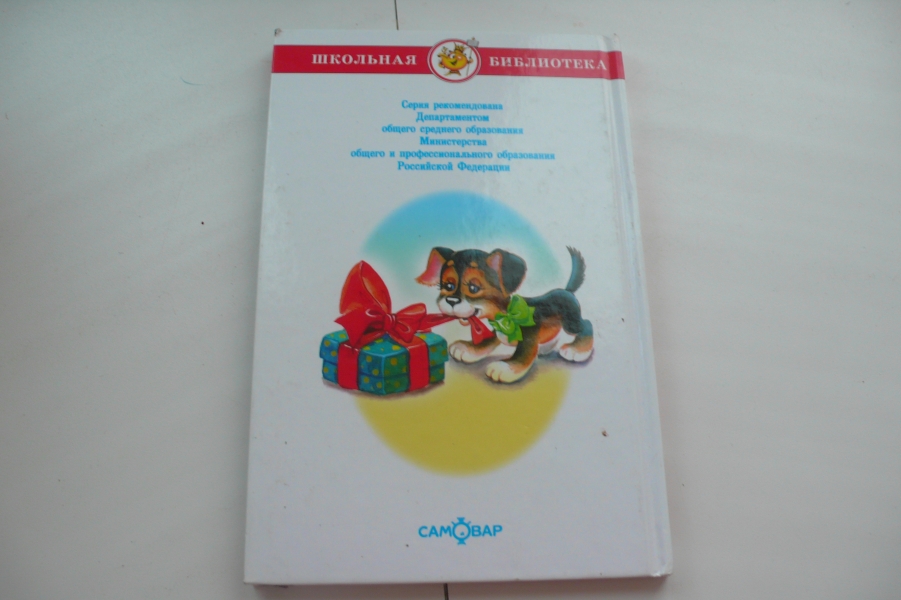 ШКОЛЬНАЯ БИБЛИОТЕКА
Серия рекомендована
Департаментом
общего среднего образования
Министерства
общего и профессионального образования
Российской Федерации
САМОВАР